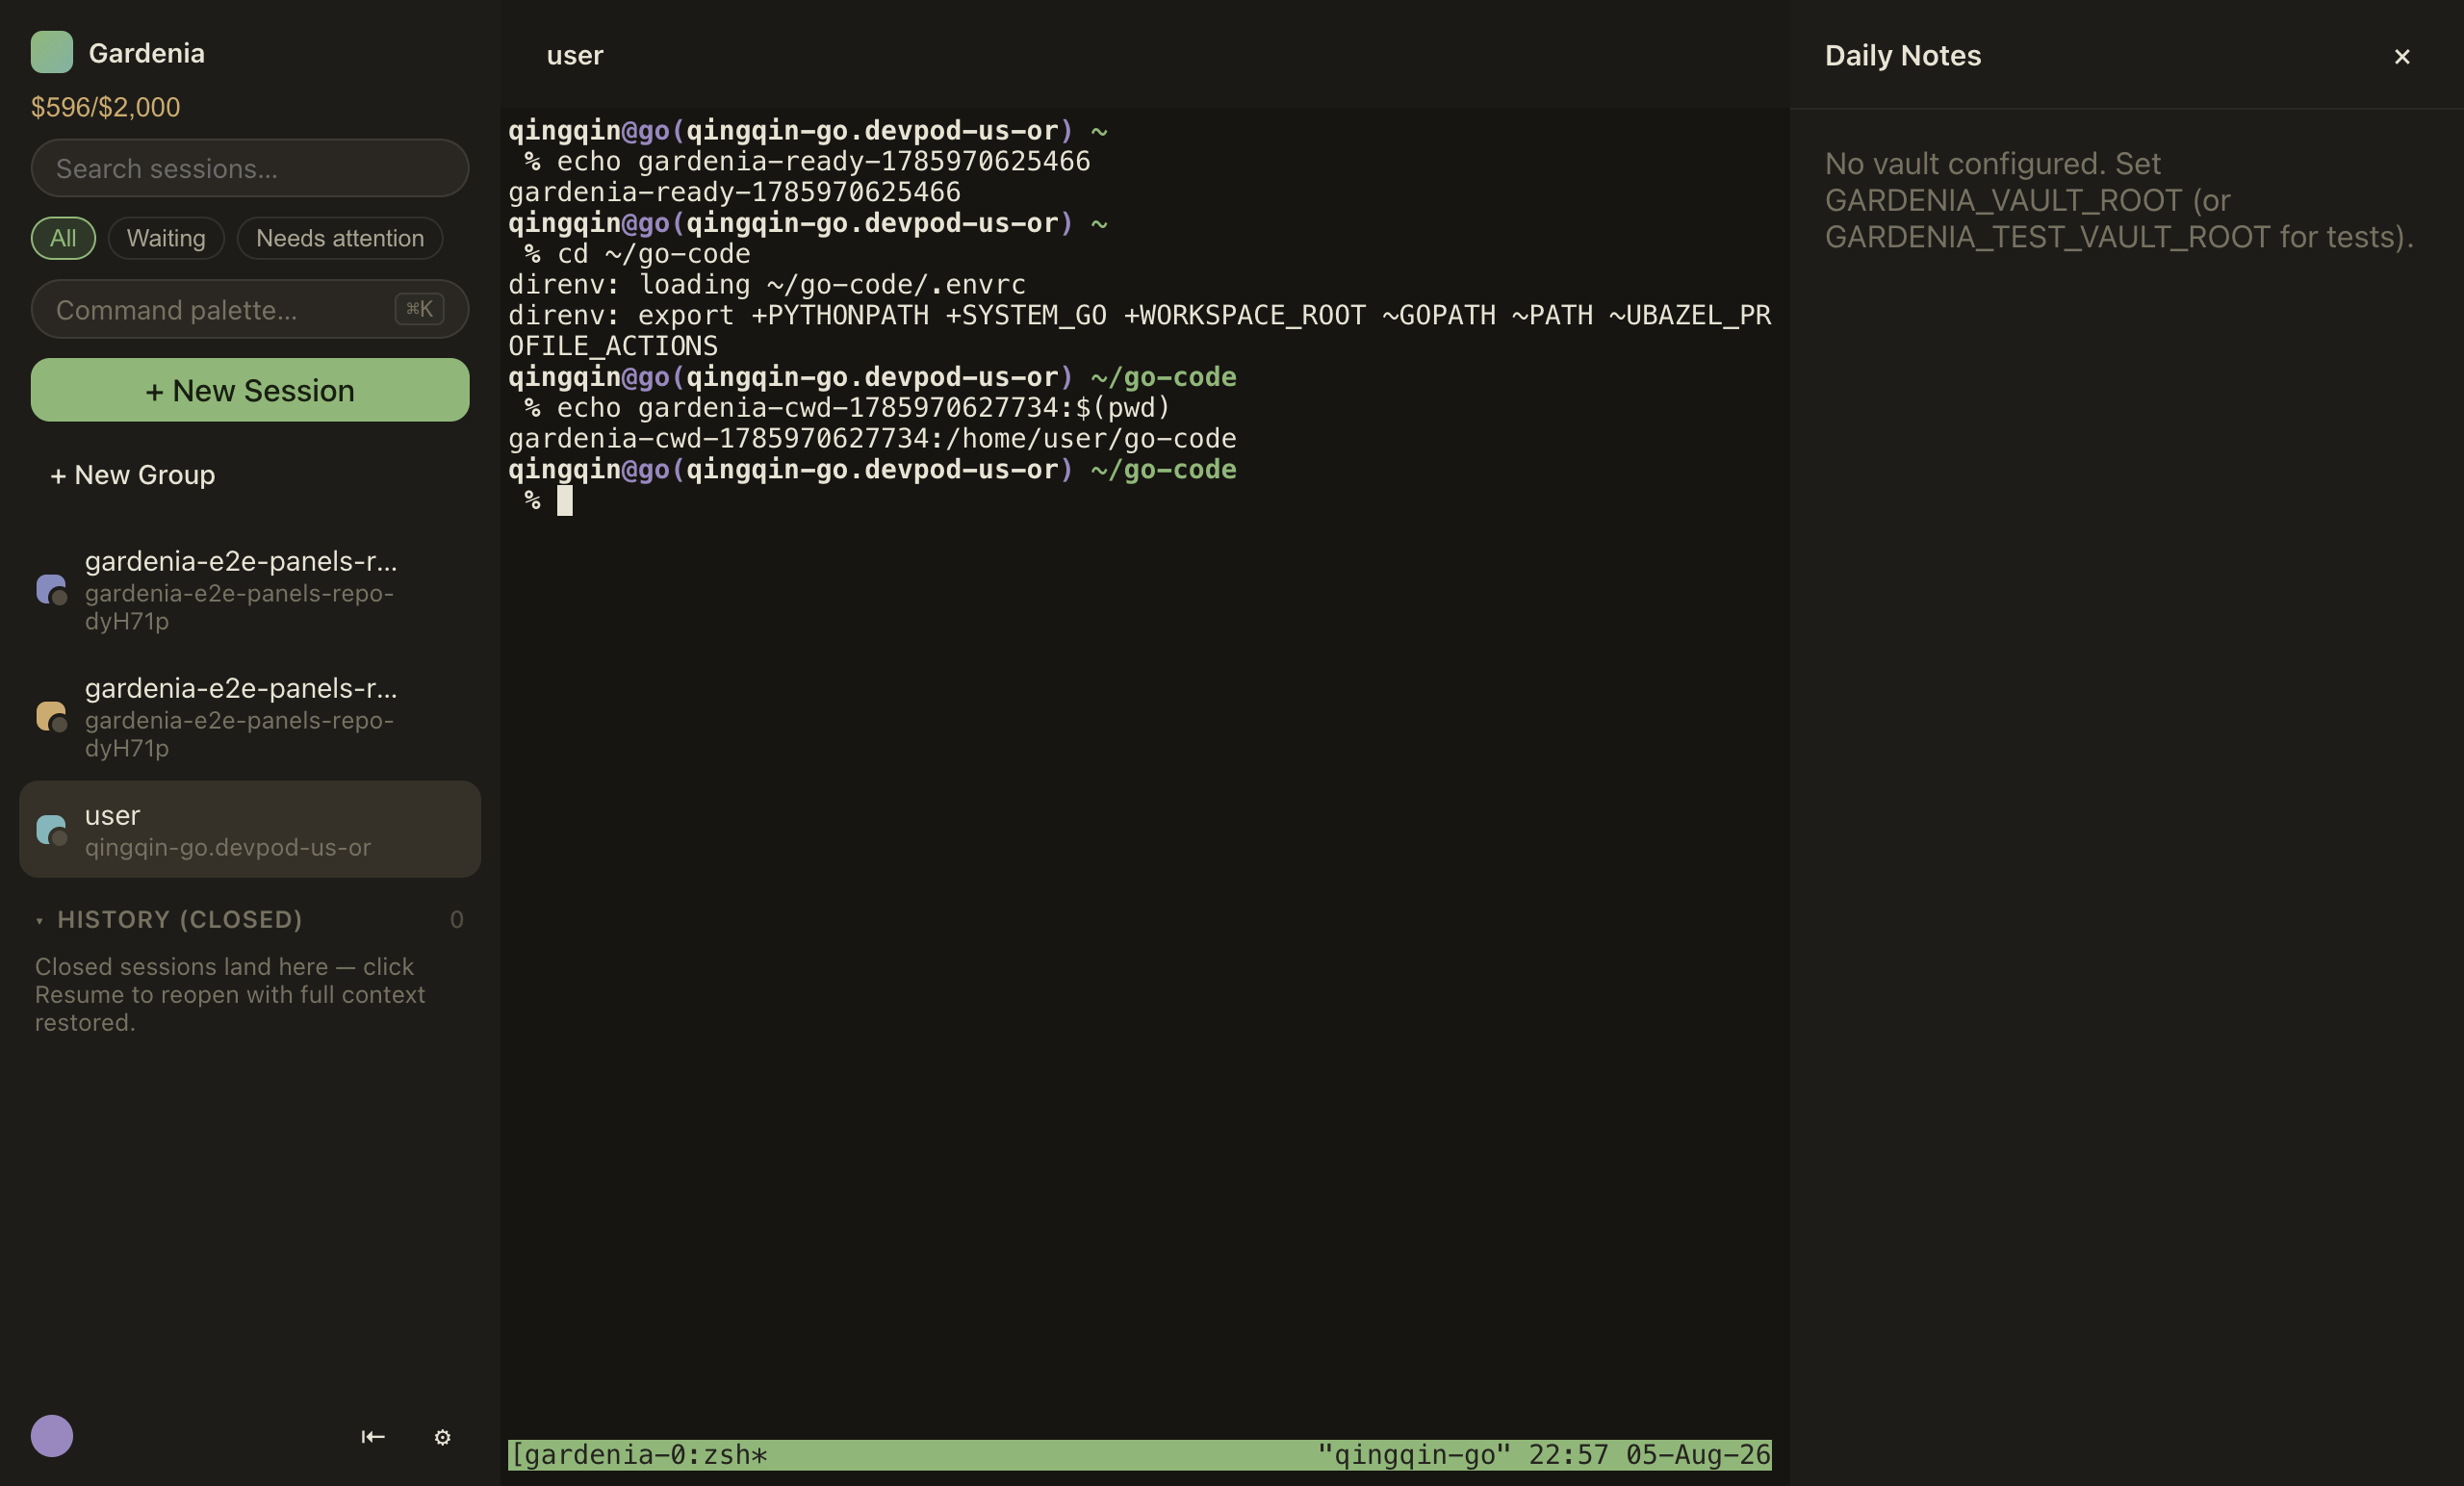 Gardenia
$596/$2,000
Search sessions...
All
Waiting
Needs attention
Command palette...
⌘K
+ New Session
+ New Group
gardenia-e2e-panels-r...
gardenia-e2e-panels-repo-
dyH71p
gardenia-e2e-panels-r...
gardenia-e2e-panels-repo-
dyH71p
user
qingqin-go.devpod-us-or
HISTORY (CLOSED)
0
Closed sessions land here — click
Resume to reopen with full context
restored.
user
qingqin@go(qingqin-go.devpod-us-or) ~
% echo gardenia-ready-1785970625466
gardenia-ready-1785970625466
qingqin@go(qingqin-go.devpod-us-or) ~
% cd ~/go-code
direnv: loading ~/go-code/.envrc
direnv: export +PYTHONPATH +SYSTEM_GO +WORKSPACE_ROOT ~GOPATH ~PATH ~UBAZEL_PR
OFILE_ACTIONS
qingqin@go(qingqin-go.devpod-us-or) ~/go-code
% echo gardenia-cwd-1785970627734:$(pwd)
gardenia-cwd-1785970627734:/home/user/go-code
qingqin@go(qingqin-go.devpod-us-or) ~/go-code
%
[gardenia-0:zsh* "qingqin-go" 22:57 05-Aug-26
Daily Notes
×
No vault configured. Set
GARDENIA_VAULT_ROOT (or
GARDENIA_TEST_VAULT_ROOT for tests).